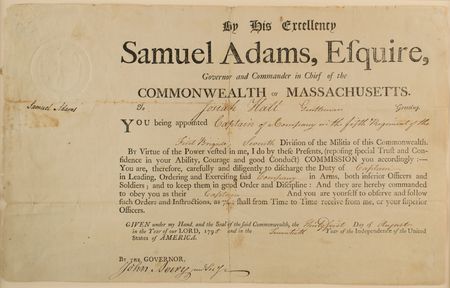 By His Excellency
Samuel Adams, Eſquire,
Governor and Commander in Chief of the
COMMONWEALTH OF MASSACHUSETTS.
Samuel Adams
To Josiah Hall Gentleman Greeting.
YOU being appointed Captain of a Company in the fifth Regiment of the
First Brigade, Seventh Division of the Militia of this Commonwealth.
By Virtue of the Power vested in me, I do by these Presents, (reposing special Trust and Con-
fidence in your Ability, Courage and good Conduct) COMMISSION you accordingly :—
You are, therefore, carefully and diligently to discharge the Duty of Captain
in Leading, Ordering and Exercising said Company in Arms, both inferior Officers and
Soldiers; and to keep them in good Order and Discipline: And they are hereby commanded
to obey you as their Captain And you are yourself to observe and follow
such Orders and Instructions, as you shall from Time to Time receive from me, or your superior
Officers.
GIVEN under my Hand, and the Seal of the said Commonwealth, the Day of August
in the Year of our LORD, 179 and in the Year of the Independence of the United
States of AMERICA.
By the GOVERNOR,
John Avery Secy